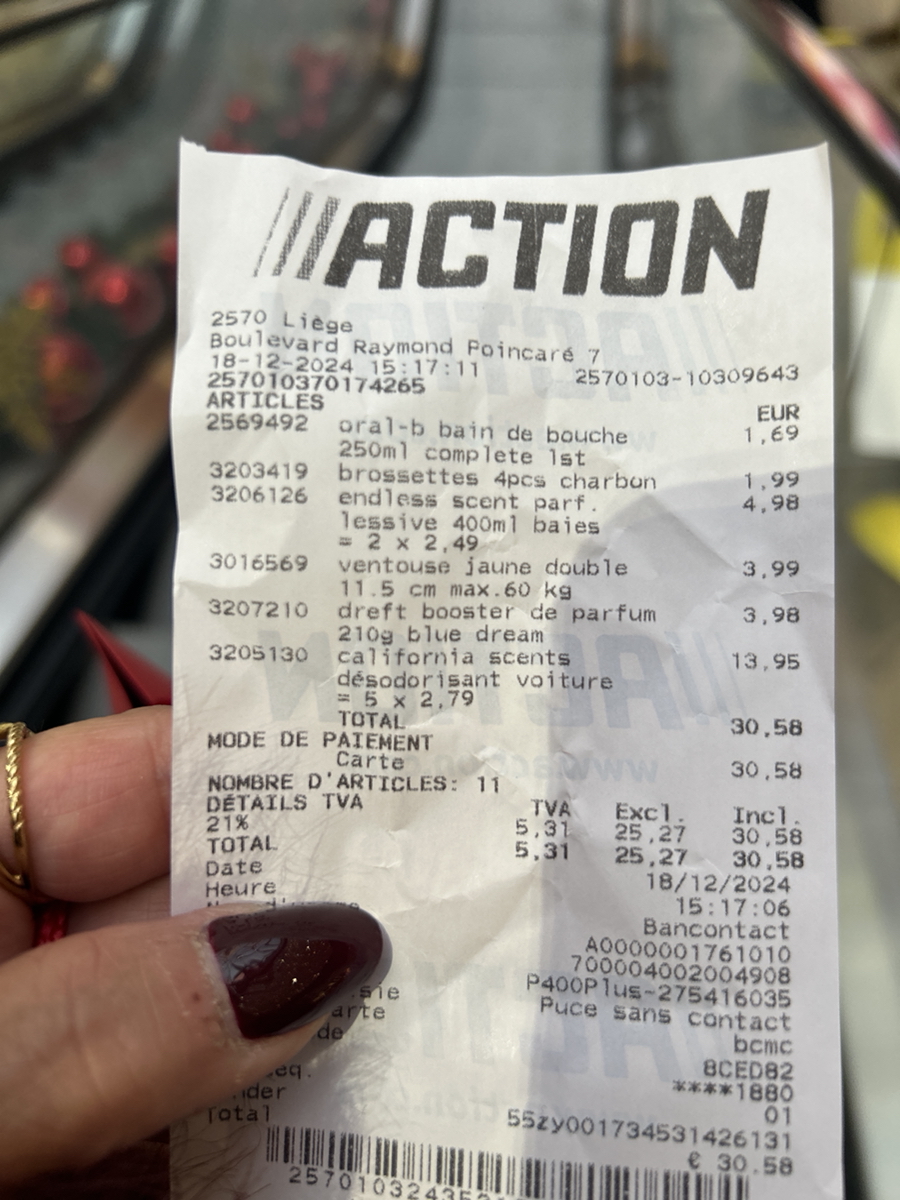 ACTION
2570 Liège
Boulevard Raymond Poincaré 7
18-12-2024 15:17:11 2570103-10309643
257010370174265
ARTICLES EUR
2569492 oral-b bain de bouche 1,69
250ml complete 1st
3203419 brossettes 4pcs charbon 1,99
3206126 endless scent parf. 4,98
lessive 400ml baies
= 2 x 2,49
3016569 ventouse jaune double 3,99
11.5 cm max.60 kg
3207210 dreft booster de parfum 3,98
210g blue dream
3205130 california scents 13,95
désodorisant voiture
= 5 x 2,79
TOTAL 30,58
MODE DE PAIEMENT
Carte 30,58
NOMBRE D'ARTICLES: 11
DÉTAILS TVA TVA Excl. Incl.
21% 5,31 25,27 30,58
TOTAL 5,31 25,27 30,58
Date 18/12/2024
Heure 15:17:06
Bancontact
A0000001761010
700004002004908
P400Plus-275416035
Puce sans contact
bcmc
8CED82
****1880
01
55zy001734531426131
Total € 30.58